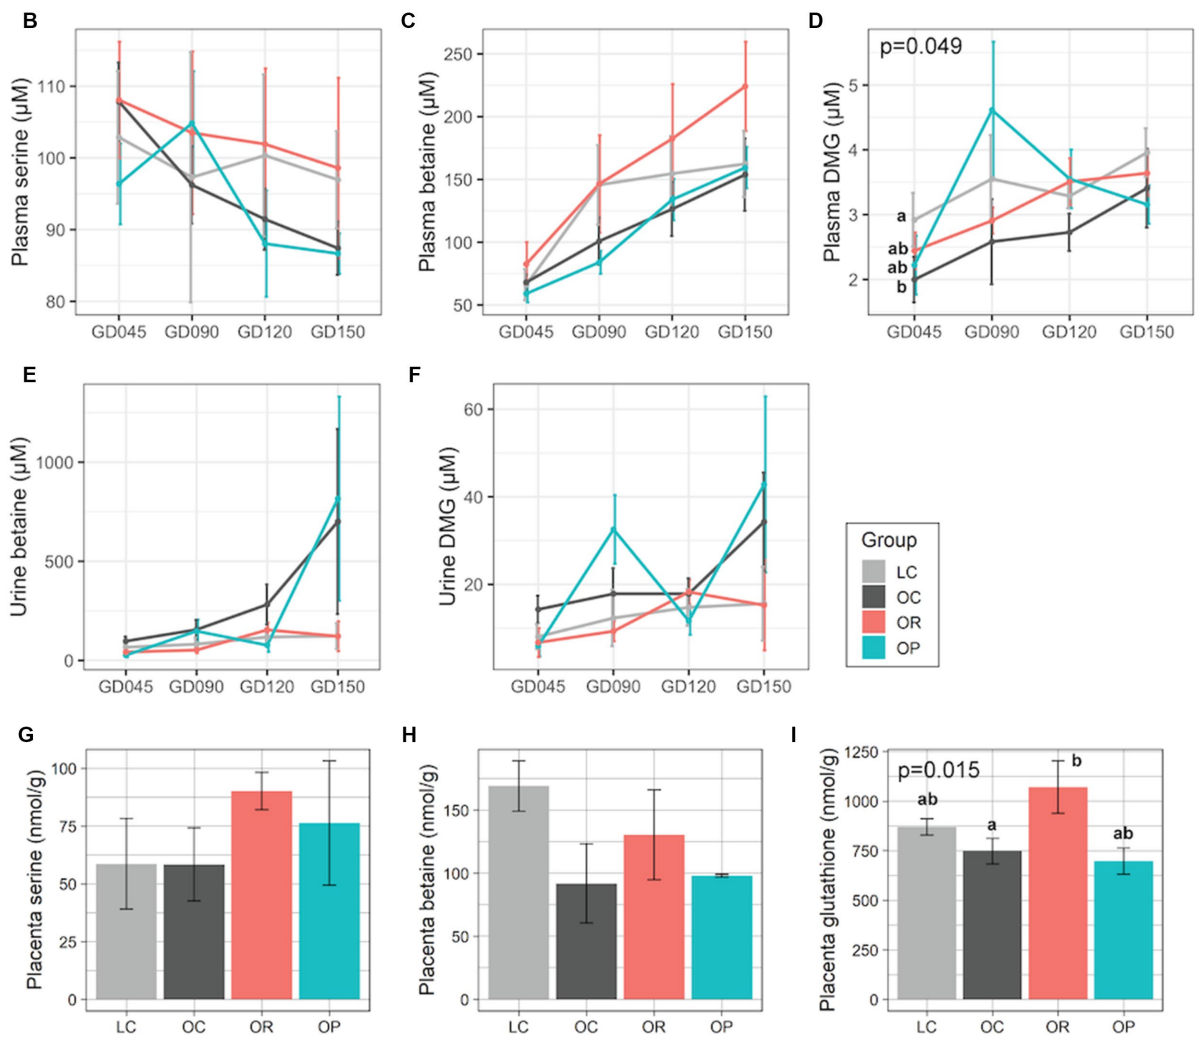 B
Plasma serine (µM)
110
100
90
80
GD045 GD090 GD120 GD150
C
Plasma betaine (µM)
250
200
150
100
50
GD045 GD090 GD120 GD150
D
p=0.049
Plasma DMG (µM)
5
4
3
2
a
ab
ab
b
GD045 GD090 GD120 GD150
E
Urine betaine (µM)
1000
500
0
GD045 GD090 GD120 GD150
F
Urine DMG (µM)
60
40
20
GD045 GD090 GD120 GD150
Group
LC
OC
OR
OP
G
Placenta serine (nmol/g)
100
75
50
25
0
LC OC OR OP
H
Placenta betaine (nmol/g)
150
100
50
0
LC OC OR OP
I
p=0.015
Placenta glutathione (nmol/g)
1250
1000
750
500
250
0
ab
a
b
ab
LC OC OR OP